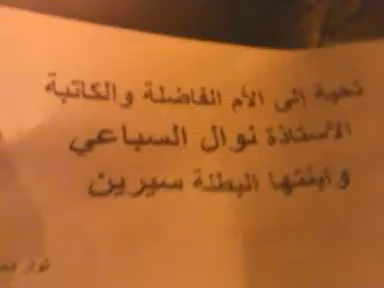 تحية إلى الأم الفاضلة والكاتبة
الأستاذة نوال السباعي
وابنتها البطلة سيرين